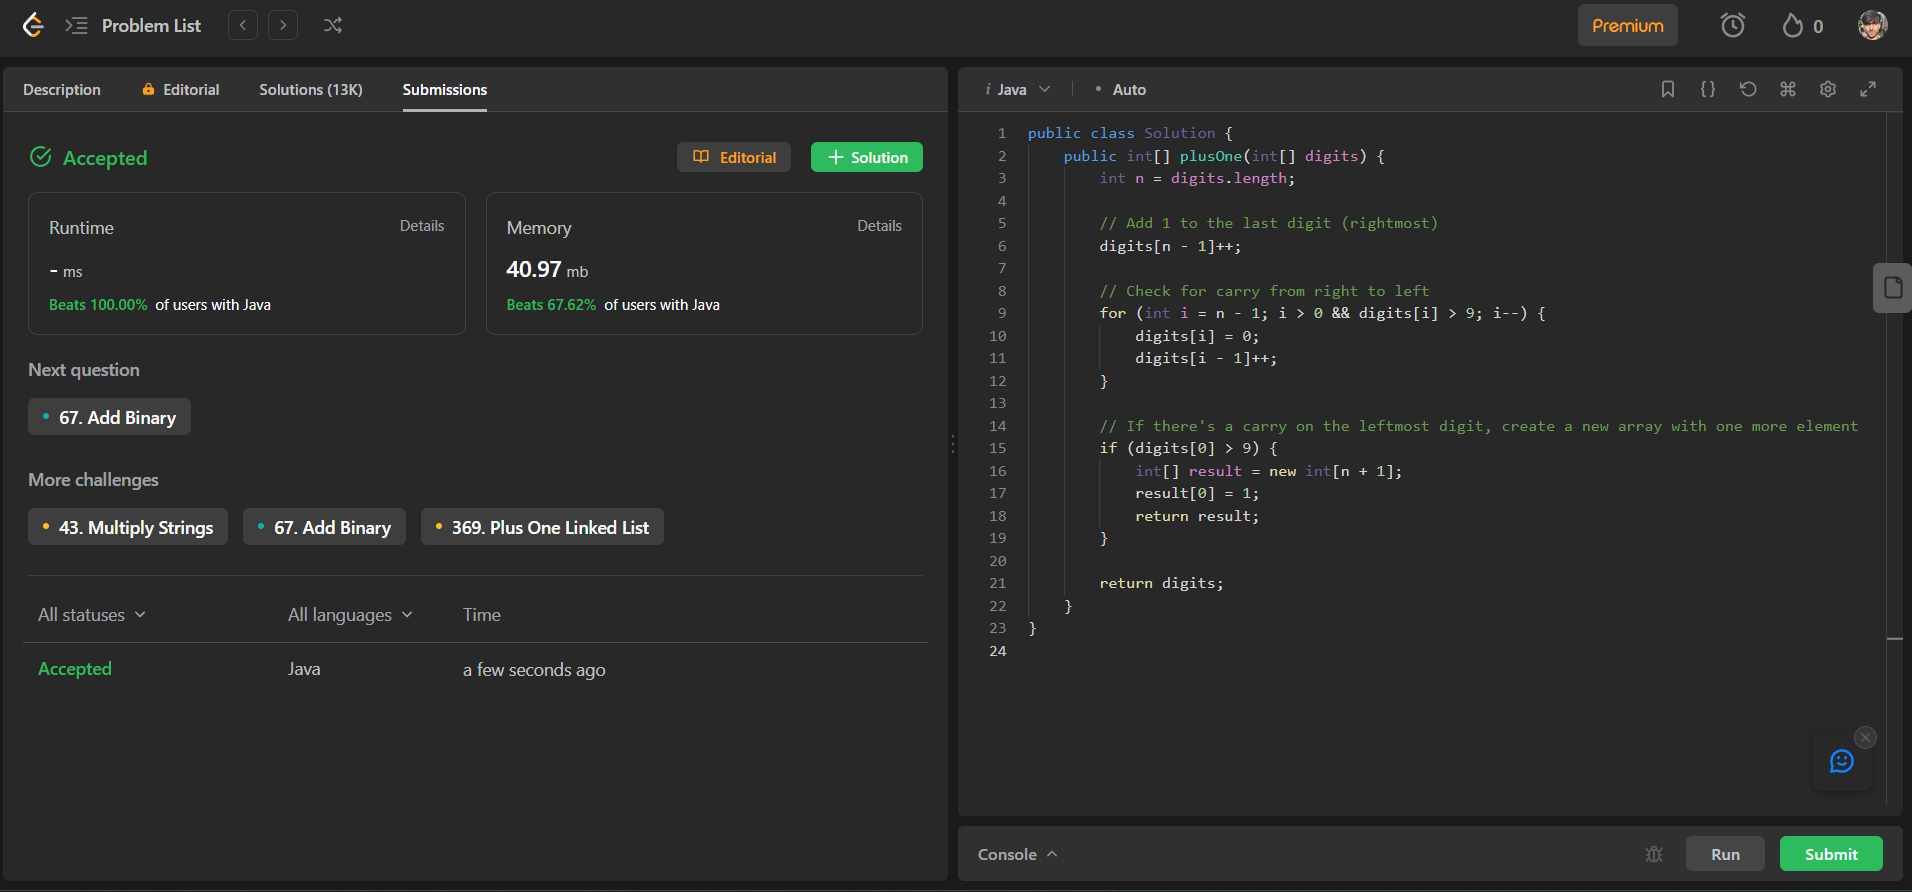 Problem List
Premium
0
Description
Editorial
Solutions (13K)
Submissions
Accepted
Editorial
+ Solution
Runtime
Details
- ms
Beats 100.00% of users with Java
Memory
Details
40.97 mb
Beats 67.62% of users with Java
Next question
67. Add Binary
More challenges
43. Multiply Strings
67. Add Binary
369. Plus One Linked List
All statuses
All languages
Time
Accepted
Java
a few seconds ago
i Java
• Auto
1 public class Solution {
2     public int[] plusOne(int[] digits) {
3         int n = digits.length;
4
5         // Add 1 to the last digit (rightmost)
6         digits[n - 1]++;
7
8         // Check for carry from right to left
9         for (int i = n - 1; i > 0 && digits[i] > 9; i--) {
10             digits[i] = 0;
11             digits[i - 1]++;
12         }
13
14         // If there's a carry on the leftmost digit, create a new array with one more element
15         if (digits[0] > 9) {
16             int[] result = new int[n + 1];
17             result[0] = 1;
18             return result;
19         }
20
21         return digits;
22     }
23 }
24
Console
Run
Submit